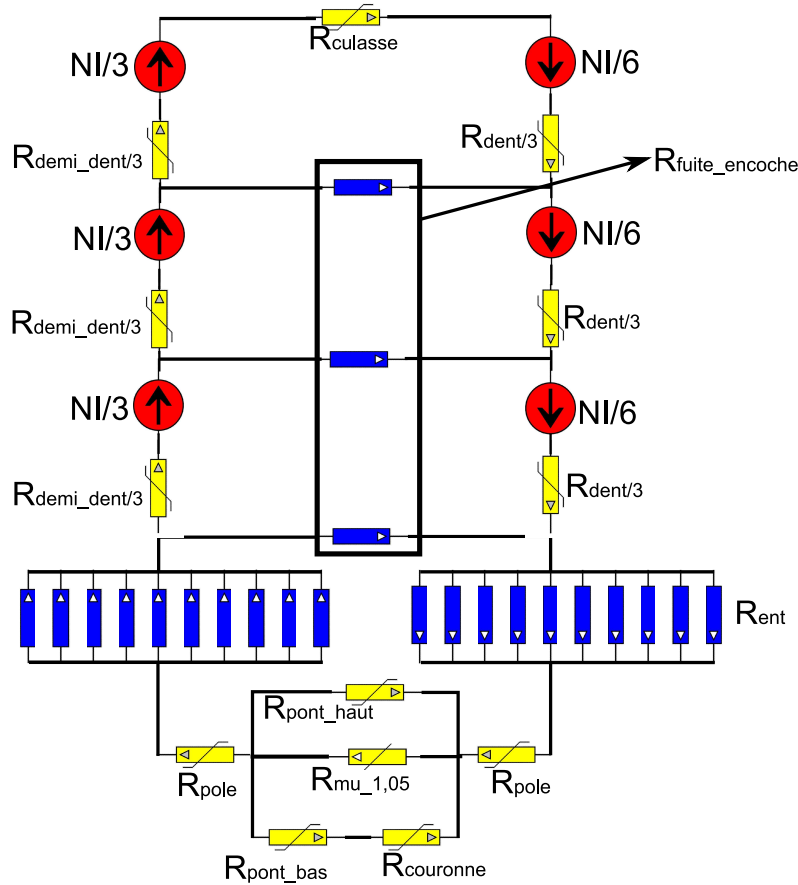 Rculasse
NI/3
NI/6
Rdemi_dent/3
Rdent/3
Rfuite_encoche
NI/3
NI/6
Rdemi_dent/3
Rdent/3
NI/3
NI/6
Rdemi_dent/3
Rdent/3
Rent
Rpont_haut
Rpole
Rmu_1,05
Rpole
Rpont_bas
Rcouronne